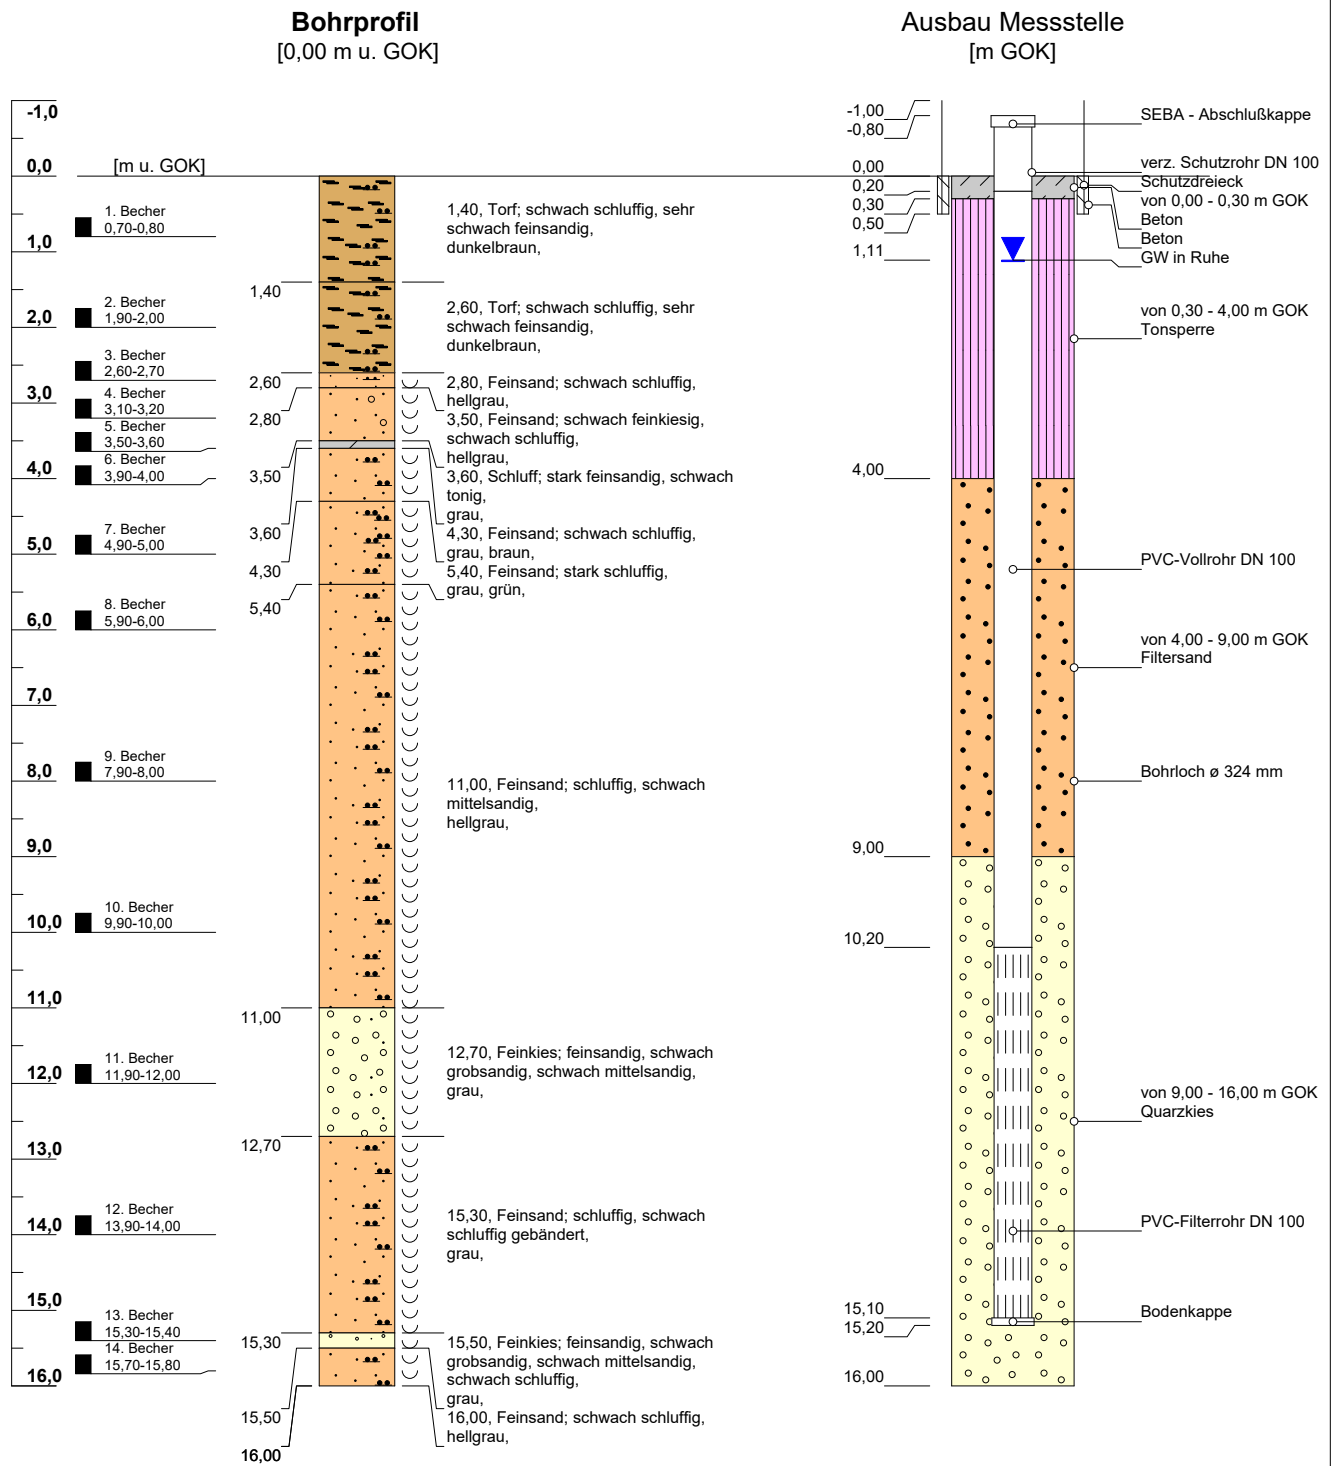 Bohrprofil
[0,00 m u. GOK]
-1,0
0,0
[m u. GOK]
1. Becher
0,70-0,80
1,0
2. Becher
1,90-2,00
2,0
3. Becher
2,60-2,70
3,0
4. Becher
3,10-3,20
5. Becher
3,50-3,60
4,0
6. Becher
3,90-4,00
7. Becher
4,90-5,00
5,0
8. Becher
5,90-6,00
6,0
7,0
9. Becher
7,90-8,00
8,0
9,0
10. Becher
9,90-10,00
10,0
11,0
11. Becher
11,90-12,00
12,0
13,0
12. Becher
13,90-14,00
14,0
15,0
13. Becher
15,30-15,40
14. Becher
15,70-15,80
16,0
1,40
2,60
2,80
3,50
3,60
4,30
5,40
11,00
12,70
15,30
15,50
16,00
1,40, Torf; schwach schluffig, sehr
schwach feinsandig,
dunkelbraun,
2,60, Torf; schwach schluffig, sehr
schwach feinsandig,
dunkelbraun,
2,80, Feinsand; schwach schluffig,
hellgrau,
3,50, Feinsand; schwach feinkiesig,
schwach schluffig,
hellgrau,
3,60, Schluff; stark feinsandig, schwach
tonig,
grau,
4,30, Feinsand; schwach schluffig,
grau, braun,
5,40, Feinsand; stark schluffig,
grau, grün,
11,00, Feinsand; schluffig, schwach
mittelsandig,
hellgrau,
12,70, Feinkies; feinsandig, schwach
grobsandig, schwach mittelsandig,
grau,
15,30, Feinsand; schluffig, schwach
schluffig gebändert,
grau,
15,50, Feinkies; feinsandig, schwach
grobsandig, schwach mittelsandig,
schwach schluffig,
grau,
16,00, Feinsand; schwach schluffig,
hellgrau,
Ausbau Messstelle
[m GOK]
-1,00
-0,80
0,00
0,20
0,30
0,50
1,11
4,00
9,00
10,20
15,10
15,20
16,00
SEBA - Abschlußkappe
verz. Schutzrohr DN 100
Schutzdreieck
von 0,00 - 0,30 m GOK
Beton
Beton
GW in Ruhe
von 0,30 - 4,00 m GOK
Tonsperre
PVC-Vollrohr DN 100
von 4,00 - 9,00 m GOK
Filtersand
Bohrloch ø 324 mm
von 9,00 - 16,00 m GOK
Quarzkies
PVC-Filterrohr DN 100
Bodenkappe